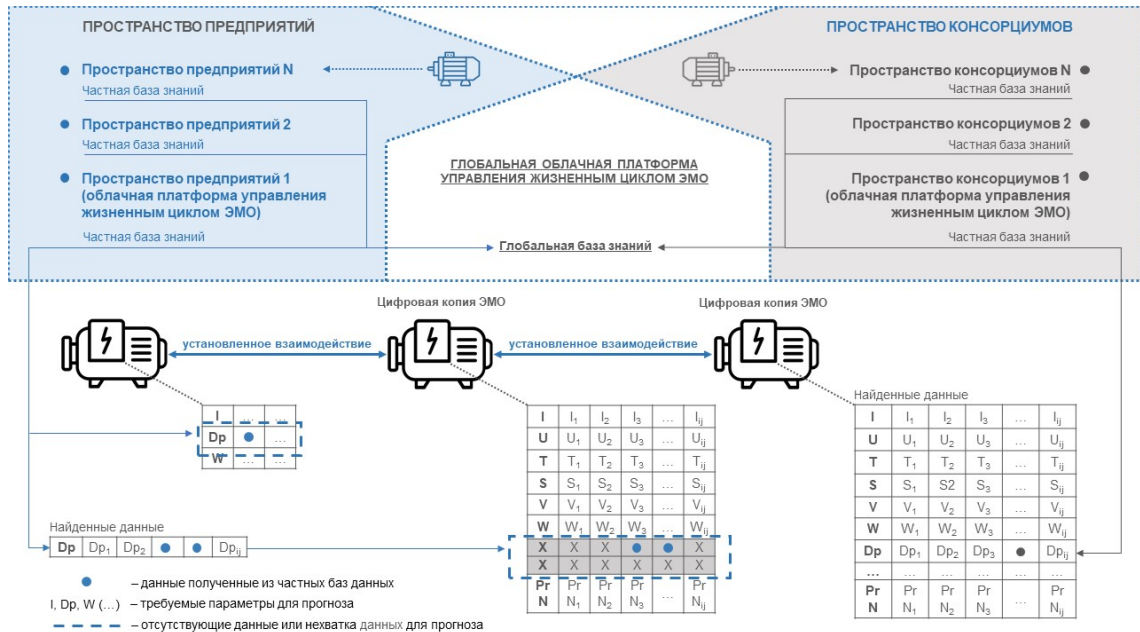 ПРОСТРАНСТВО ПРЕДПРИЯТИЙ
ПРОСТРАНСТВО КОНСОРЦИУМОВ
Пространство предприятий N
Частная база знаний
Пространство предприятий 2
Частная база знаний
Пространство предприятий 1
(облачная платформа управления
жизненным циклом ЭМО)
Частная база знаний
Пространство консорциумов N
Частная база знаний
Пространство консорциумов 2
Частная база знаний
Пространство консорциумов 1
(облачная платформа управления
жизненным циклом ЭМО)
Частная база знаний
ГЛОБАЛЬНАЯ ОБЛАЧНАЯ ПЛАТФОРМА
УПРАВЛЕНИЯ ЖИЗНЕННЫМ ЦИКЛОМ ЭМО
Глобальная база знаний
Цифровая копия ЭМО
Цифровая копия ЭМО
установленное взаимодействие
установленное взаимодействие
I ... ...
Dp ...
W ... ...
Найденные данные
Dp Dp₁ Dp₂ Dpᵢⱼ
I I₁ I₂ I₃ ... Iᵢⱼ
U U₁ U₂ U₃ ... Uᵢⱼ
T T₁ T₂ T₃ ... Tᵢⱼ
S S₁ S₂ S₃ ... Sᵢⱼ
V V₁ V₂ V₃ ... Vᵢⱼ
W W₁ W₂ W₃ ... Wᵢⱼ
X X X X
X X X X X X
Pr Pr Pr Pr Pr
N N₁ N₂ N₃ ... Nᵢⱼ
Найденные данные
I I₁ I₂ I₃ ... Iᵢⱼ
U U₁ U₂ U₃ ... Uᵢⱼ
T T₁ T₂ T₃ ... Tᵢⱼ
S S₁ S2 S₃ ... Sᵢⱼ
V V₁ V₂ V₃ ... Vᵢⱼ
W W₁ W₂ W₃ ... Wᵢⱼ
Dp Dp₁ Dp₂ Dp₃ Dpᵢⱼ
... ... ... ... ... ...
Pr Pr Pr Pr Pr
N N₁ N₂ N₃ ... Nᵢⱼ
– данные полученные из частных баз данных
I, Dp, W (...) – требуемые параметры для прогноза
– отсутствующие данные или нехватка данных для прогноза